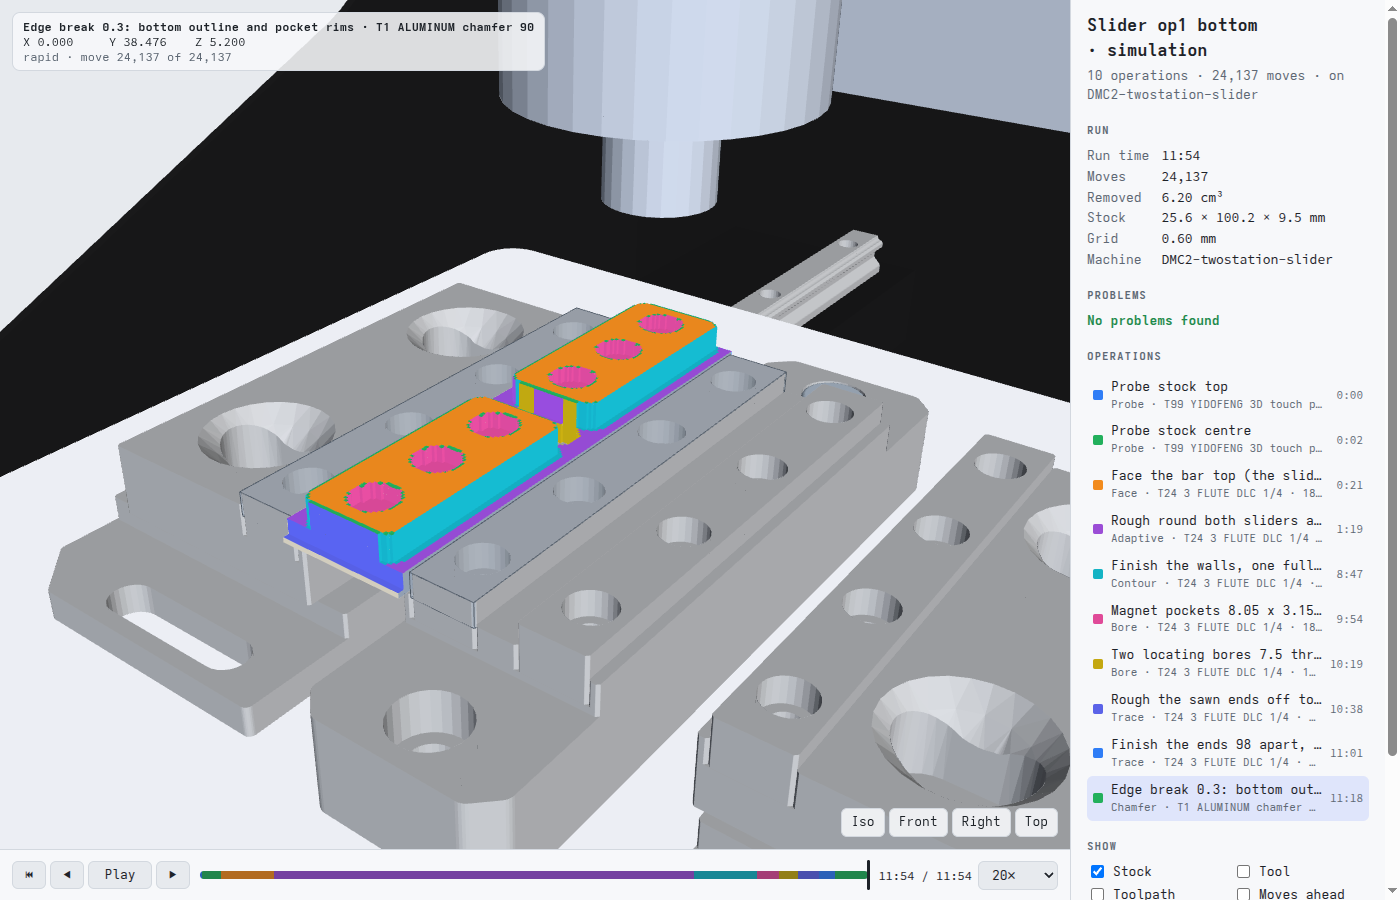 Edge break 0.3: bottom outline and pocket rims · T1 ALUMINUM chamfer 90
X 0.000 Y 38.476 Z 5.200
rapid · move 24,137 of 24,137
Iso Front Right Top
⏮ ◀ Play ▶ 11:54 / 11:54 20×
Slider op1 bottom
· simulation
10 operations · 24,137 moves · on
DMC2-twostation-slider
RUN
Run time 11:54
Moves 24,137
Removed 6.20 cm³
Stock 25.6 × 100.2 × 9.5 mm
Grid 0.60 mm
Machine DMC2-twostation-slider
PROBLEMS
No problems found
OPERATIONS
Probe stock top 0:00
Probe · T99 YIDOFENG 3D touch p…
Probe stock centre 0:02
Probe · T99 YIDOFENG 3D touch p…
Face the bar top (the slid… 0:21
Face · T24 3 FLUTE DLC 1/4 · 18…
Rough round both sliders a… 1:19
Adaptive · T24 3 FLUTE DLC 1/4 …
Finish the walls, one full… 8:47
Contour · T24 3 FLUTE DLC 1/4 ·…
Magnet pockets 8.05 x 3.15… 9:54
Bore · T24 3 FLUTE DLC 1/4 · 18…
Two locating bores 7.5 thr… 10:19
Bore · T24 3 FLUTE DLC 1/4 · 1…
Rough the sawn ends off to… 10:38
Trace · T24 3 FLUTE DLC 1/4 · …
Finish the ends 98 apart, … 11:01
Trace · T24 3 FLUTE DLC 1/4 · …
Edge break 0.3: bottom out… 11:18
Chamfer · T1 ALUMINUM chamfer …
SHOW
Stock Tool
Toolpath Moves ahead